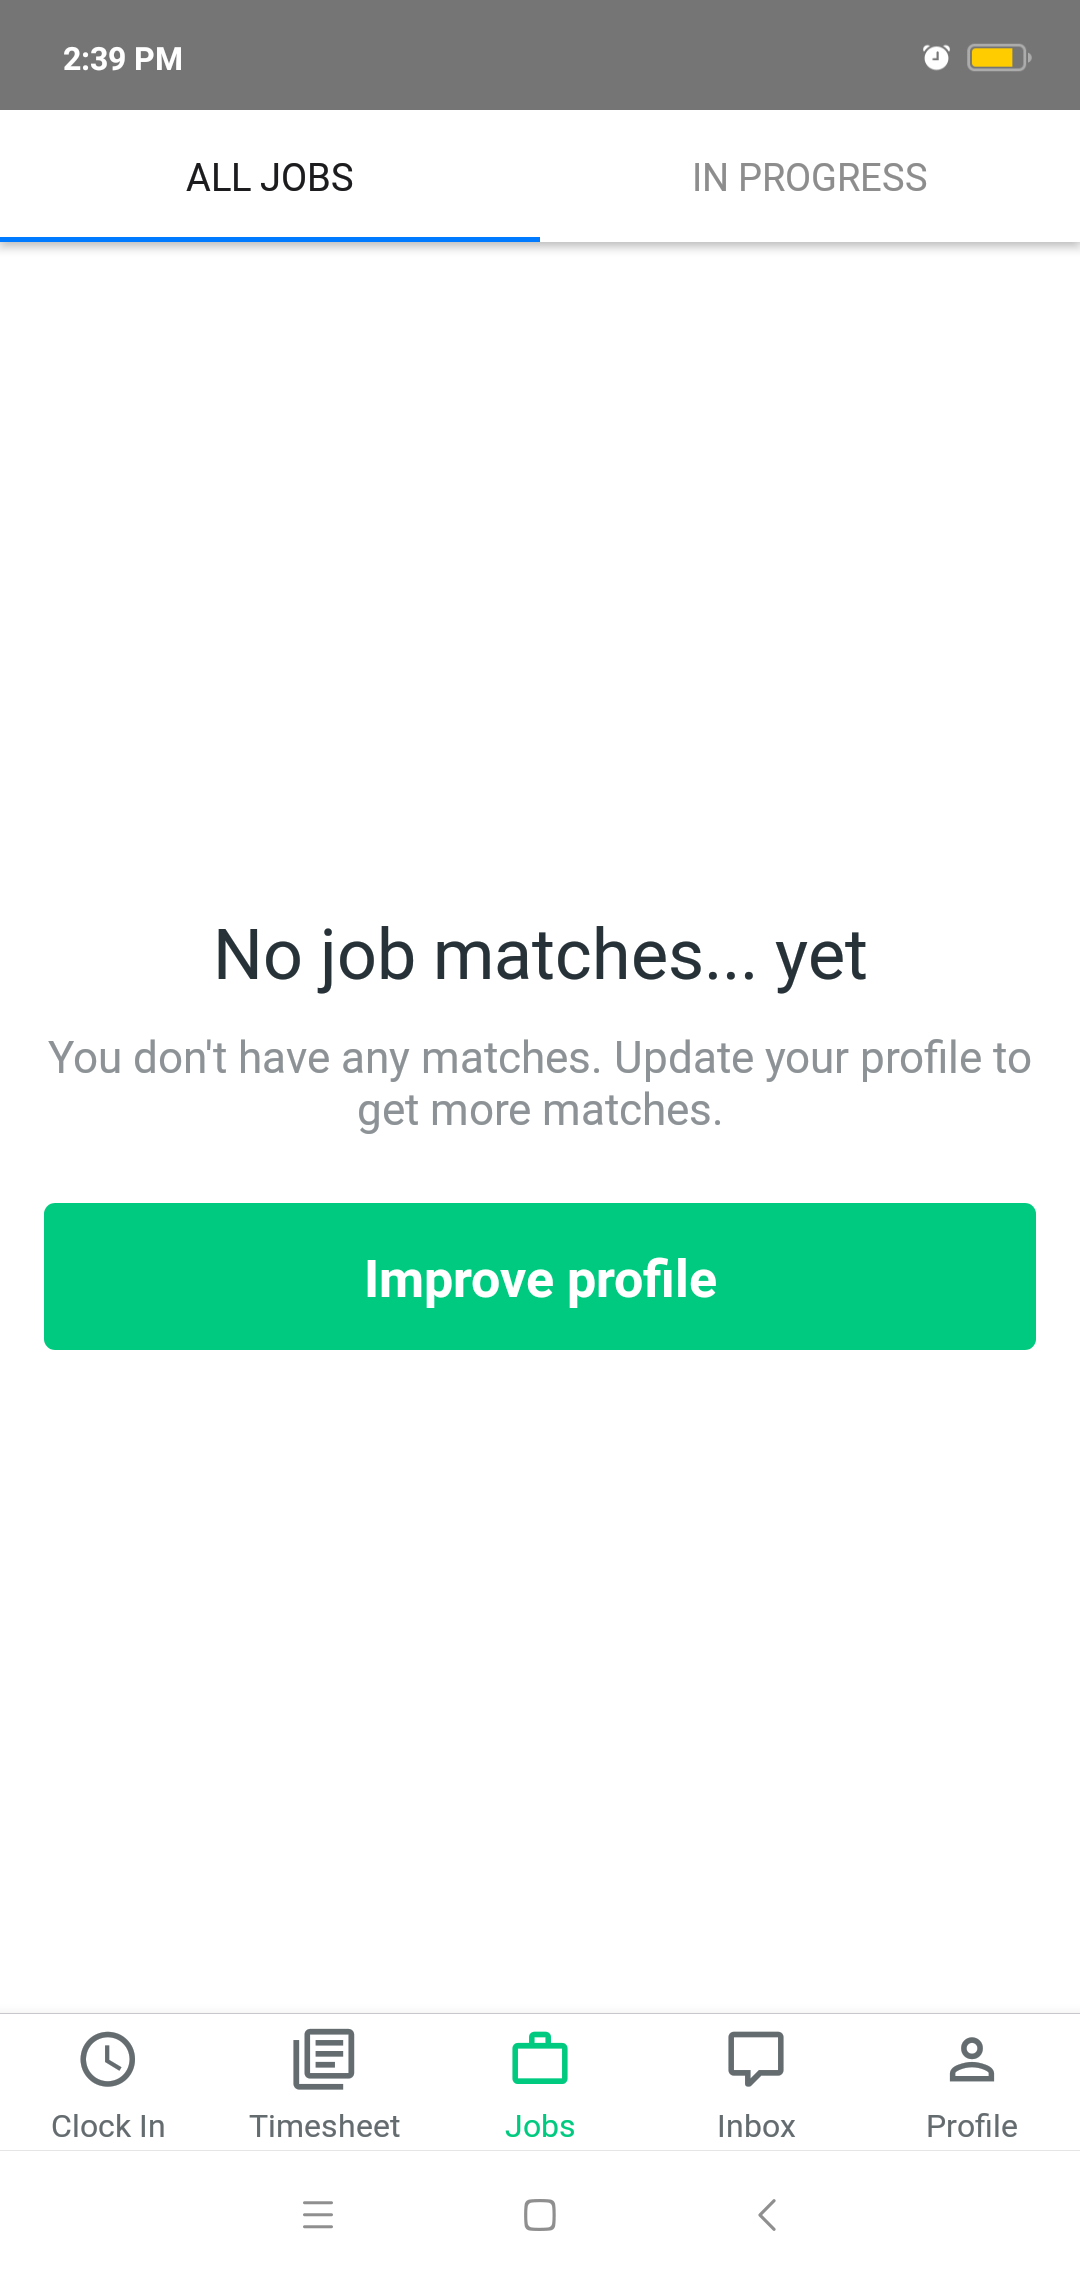 2:39 PM
ALL JOBS
IN PROGRESS
No job matches... yet
You don't have any matches. Update your profile to
get more matches.
Improve profile
Clock In
Timesheet
Jobs
Inbox
Profile